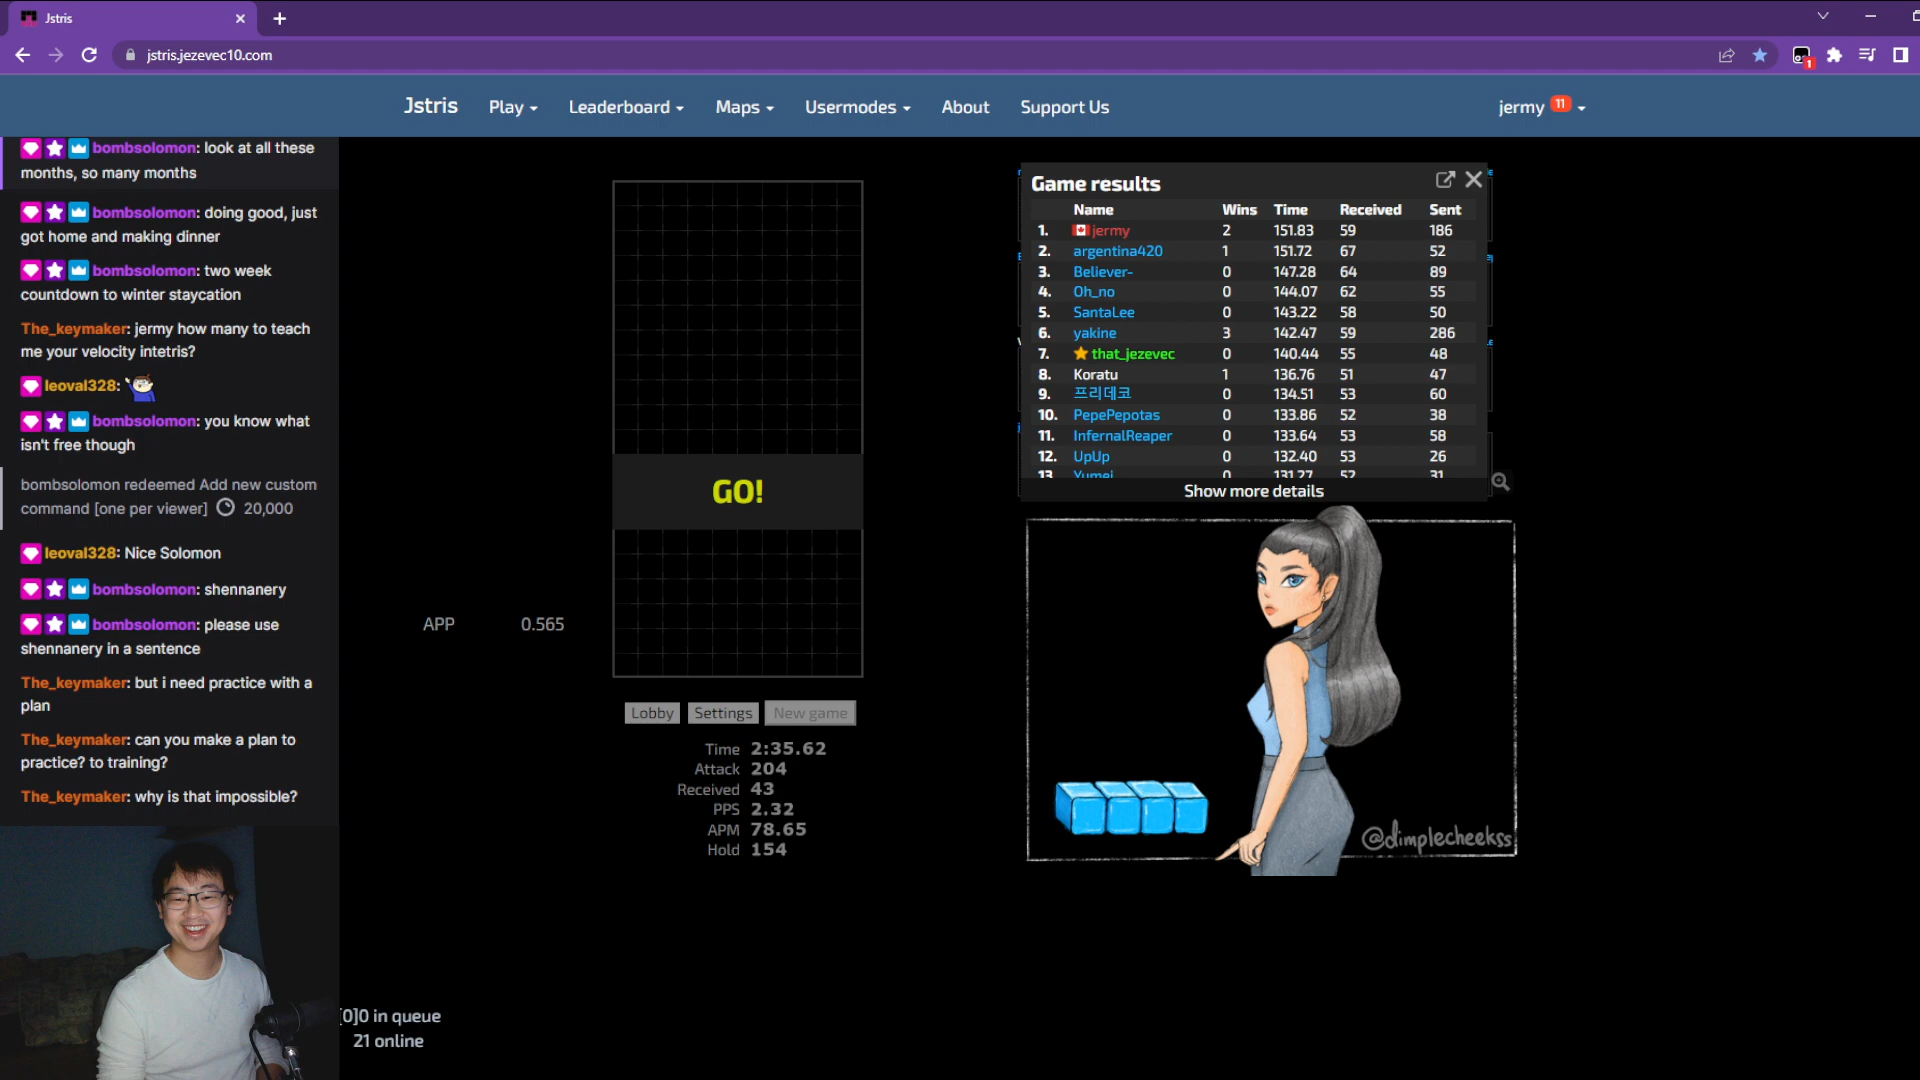 Jstris
jstris.jezevec10.com
1
Jstris Play Leaderboard Maps Usermodes About Support Us jermy 11
bombsolomon: look at all these
months, so many months
bombsolomon: doing good, just
got home and making dinner
bombsolomon: two week
countdown to winter staycation
The_keymaker: jermy how many to teach
me your velocity intetris?
leoval328:
bombsolomon: you know what
isn't free though
bombsolomon redeemed Add new custom
command [one per viewer] 20,000
leoval328: Nice Solomon
bombsolomon: shennanery
bombsolomon: please use
shennanery in a sentence
The_keymaker: but i need practice with a
plan
The_keymaker: can you make a plan to
practice? to training?
The_keymaker: why is that impossible?
APP 0.565
GO!
Lobby Settings New game
Time 2:35.62
Attack 204
Received 43
PPS 2.32
APM 78.65
Hold 154
[0]0 in queue
21 online
Game results
Name Wins Time Received Sent
1. jermy 2 151.83 59 186
2. argentina420 1 151.72 67 52
3. Believer- 0 147.28 64 89
4. Oh_no 0 144.07 62 55
5. SantaLee 0 143.22 58 50
6. yakine 3 142.47 59 286
7. that_jezevec 0 140.44 55 48
8. Koratu 1 136.76 51 47
9. 프리데코 0 134.51 53 60
10. PepePepotas 0 133.86 52 38
11. InfernalReaper 0 133.64 53 58
12. UpUp 0 132.40 53 26
13. Yumei 0 131.27 52 31
Show more details
@dimplecheekss